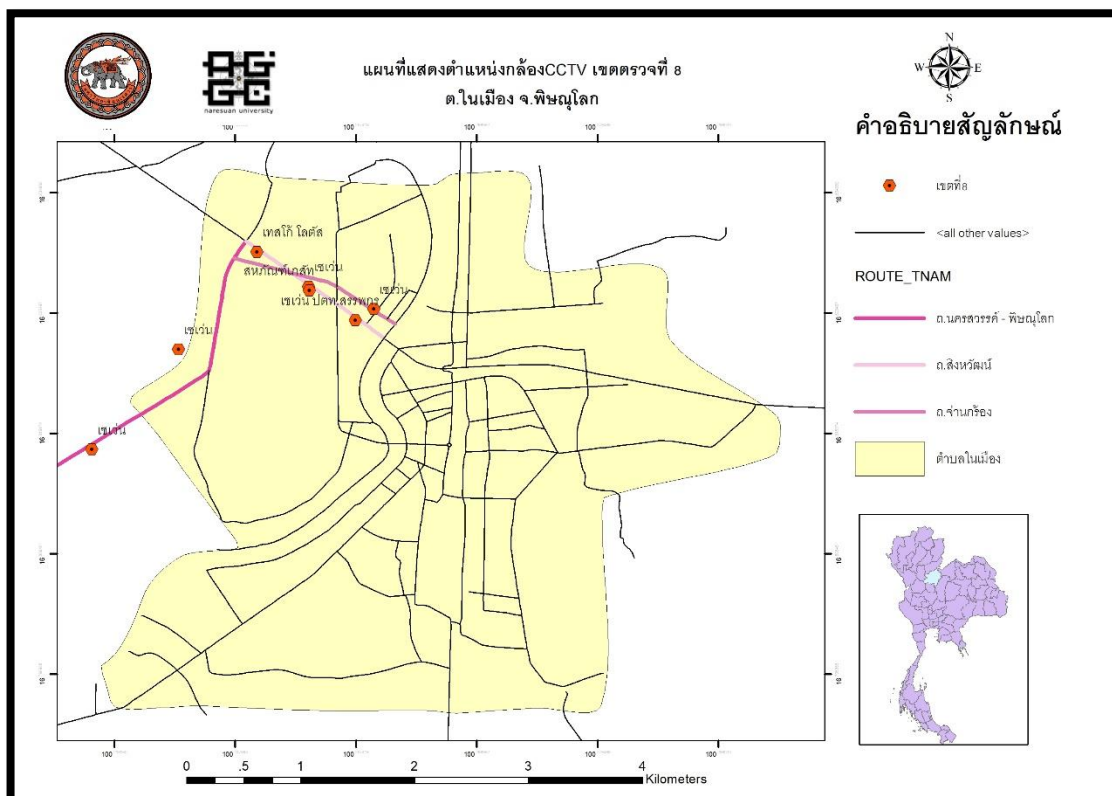 แผนที่แสดงตำแหน่งกล้องCCTV เขตตรวจที่ 8
ต.ในเมือง จ.พิษณุโลก
naresuan university
N
W E
S
คำอธิบายสัญลักษณ์
เขตที่8
<all other values>
ROUTE_TNAM
ถ.นครสวรรค์ - พิษณุโลก
ถ.สิงหวัฒน์
ถ.จ่านกร้อง
ตำบลในเมือง
เทสโก้ โลตัส
สหภัณฑ์เภสัช เซเว่น
เซเว่น ปตท.สรรพกร
เซเว่น
เซเว่น
เซเว่น
0 .5 1 2 3 4
Kilometers